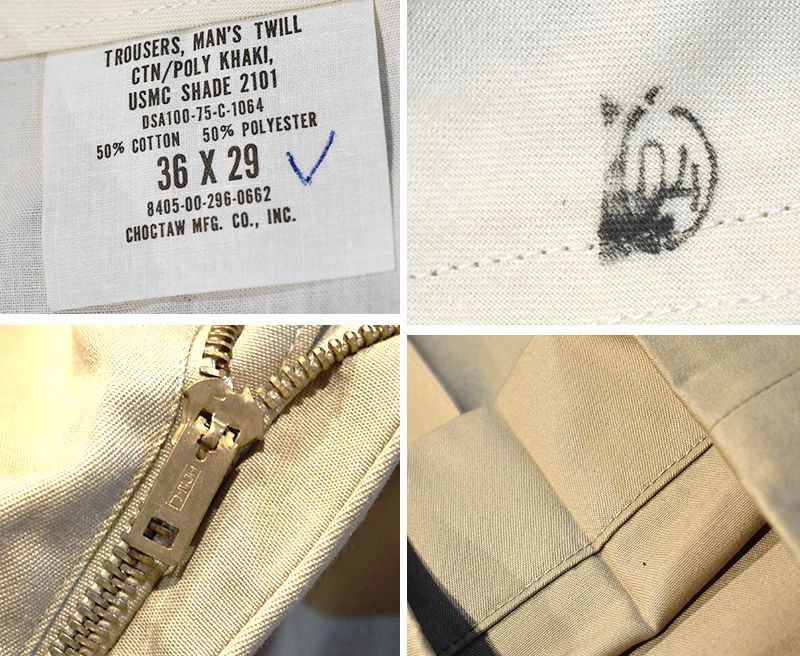 TROUSERS, MAN'S TWILL
CTN/POLY KHAKI,
USMC SHADE 2101
DSA100-75-C-1064
50% COTTON 50% POLYESTER
36 X 29
8405-00-296-0662
CHOCTAW MFG. CO., INC.